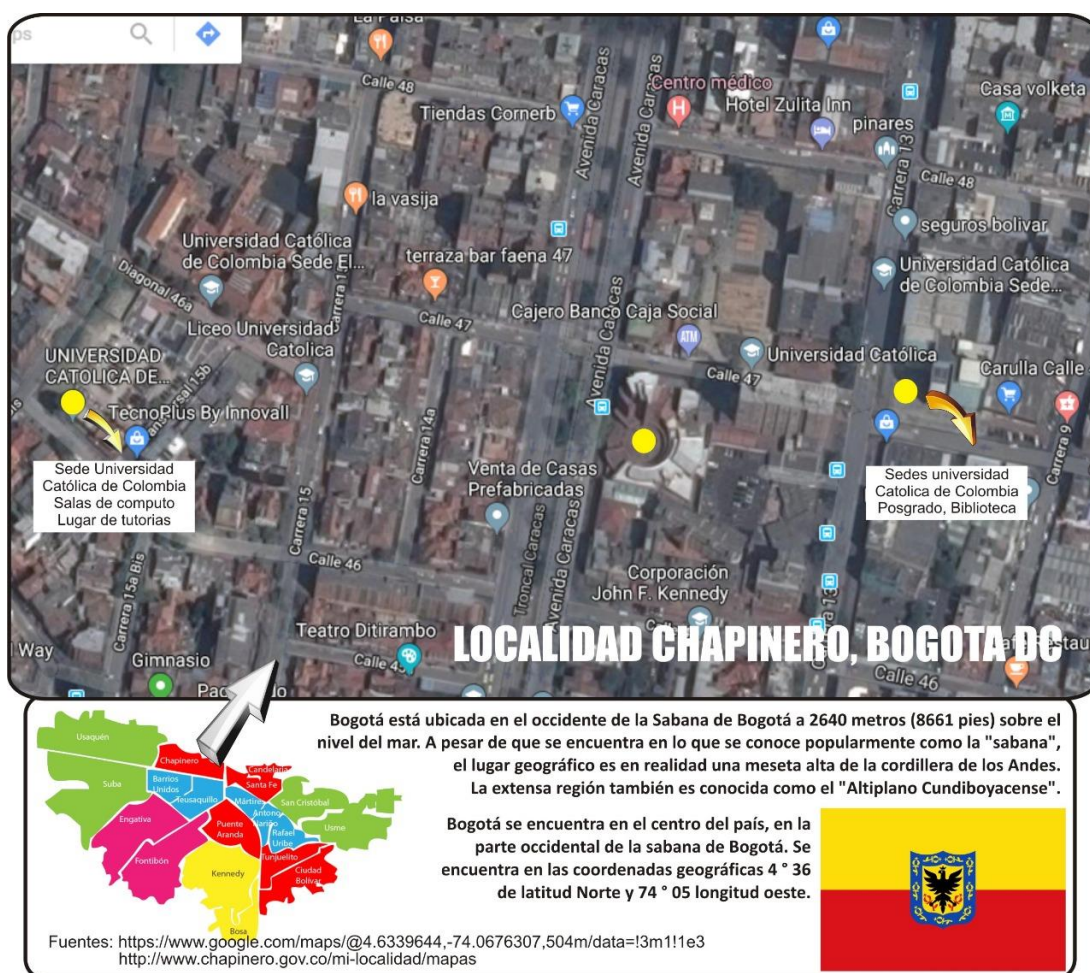 ps
La Paisa
Calle 48
Tiendas Cornerb
Avenida Caracas
Avenida Caracas
Centro médico
Hotel Zulita Inn
pinares
Casa volketa
Carrera 13
Calle 48
la vasija
seguros bolivar
Universidad Católica
de Colombia Sede El...
terraza bar faena 47
Universidad Católica
de Colombia Sede...
Diagonal 46a
Calle 47
Cajero Banco Caja Social
ATM
Liceo Universidad
Catolica
Avenida Caracas
Universidad Católica
Calle 47
Carulla Calle
UNIVERSIDAD
CATOLICA DE...
TecnoPlus By Innovall
Carrera 14a
Carrera 9
Sede Universidad
Católica de Colombia
Salas de computo
Lugar de tutorias
Venta de Casas
Prefabricadas
Sedes universidad
Catolica de Colombia
Posgrado, Biblioteca
Carrera 15
Calle 46
Carrera 15a Bis
Troncal Caracas
Avenida Caracas
Corporación
John F. Kennedy
Carrera 13
l Way
Gimnasio
Teatro Ditirambo
LOCALIDAD CHAPINERO, BOGOTA DC
Calle 46
Bogotá está ubicada en el occidente de la Sabana de Bogotá a 2640 metros (8661 pies) sobre el
nivel del mar. A pesar de que se encuentra en lo que se conoce popularmente como la "sabana",
el lugar geográfico es en realidad una meseta alta de la cordillera de los Andes.
La extensa región también es conocida como el "Altiplano Cundiboyacense".
Usaquén
Chapinero
Candelaria
Santa Fe
Suba
Barrios
Unidos
Teusaquillo
Mártires
San Cristóbal
Antonio
Nariño
Usme
Engativa
Puente
Aranda
Rafael
Uribe
Fontibón
Tunjuelito
Kennedy
Ciudad
Bolívar
Bosa
Bogotá se encuentra en el centro del país, en la
parte occidental de la sabana de Bogotá. Se
encuentra en las coordenadas geográficas 4 ° 36
de latitud Norte y 74 ° 05 longitud oeste.
Fuentes: https://www.google.com/maps/@4.6339644,-74.0676307,504m/data=!3m1!1e3
http://www.chapinero.gov.co/mi-localidad/mapas